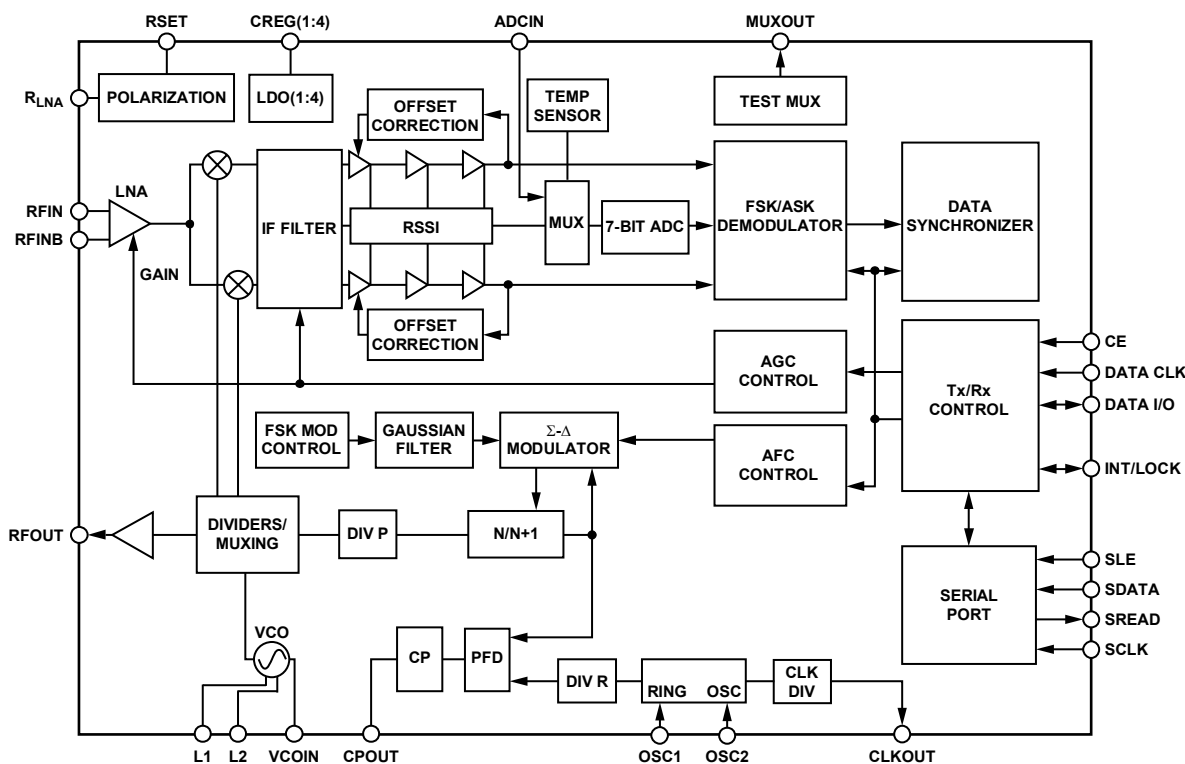 RSET
CREG(1:4)
ADCIN
MUXOUT
R LNA
POLARIZATION
LDO(1:4)
OFFSET
CORRECTION
TEMP
SENSOR
TEST MUX
LNA
RFIN
RFINB
GAIN
IF FILTER
RSSI
MUX
7-BIT ADC
FSK/ASK
DEMODULATOR
DATA
SYNCHRONIZER
OFFSET
CORRECTION
AGC
CONTROL
Tx/Rx
CONTROL
CE
DATA CLK
DATA I/O
INT/LOCK
FSK MOD
CONTROL
GAUSSIAN
FILTER
Σ-Δ
MODULATOR
AFC
CONTROL
RFOUT
DIVIDERS/
MUXING
DIV P
N/N+1
SERIAL
PORT
SLE
SDATA
SREAD
SCLK
VCO
CP
PFD
DIV R
RING
OSC
CLK
DIV
L1
L2
VCOIN
CPOUT
OSC1
OSC2
CLKOUT